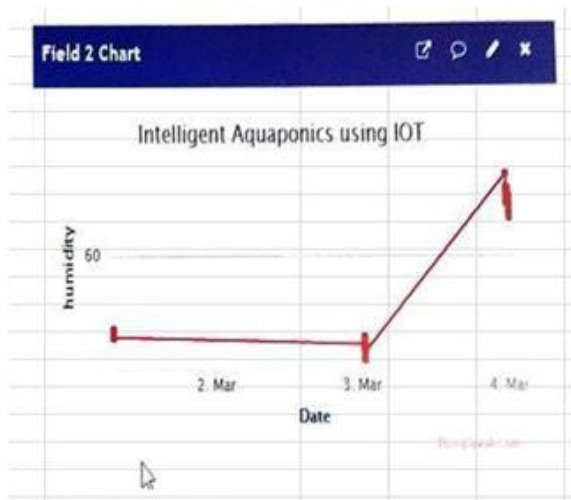 Field 2 Chart
Intelligent Aquaponics using IOT
humidity
60
2. Mar
3. Mar
4. Mar
Date